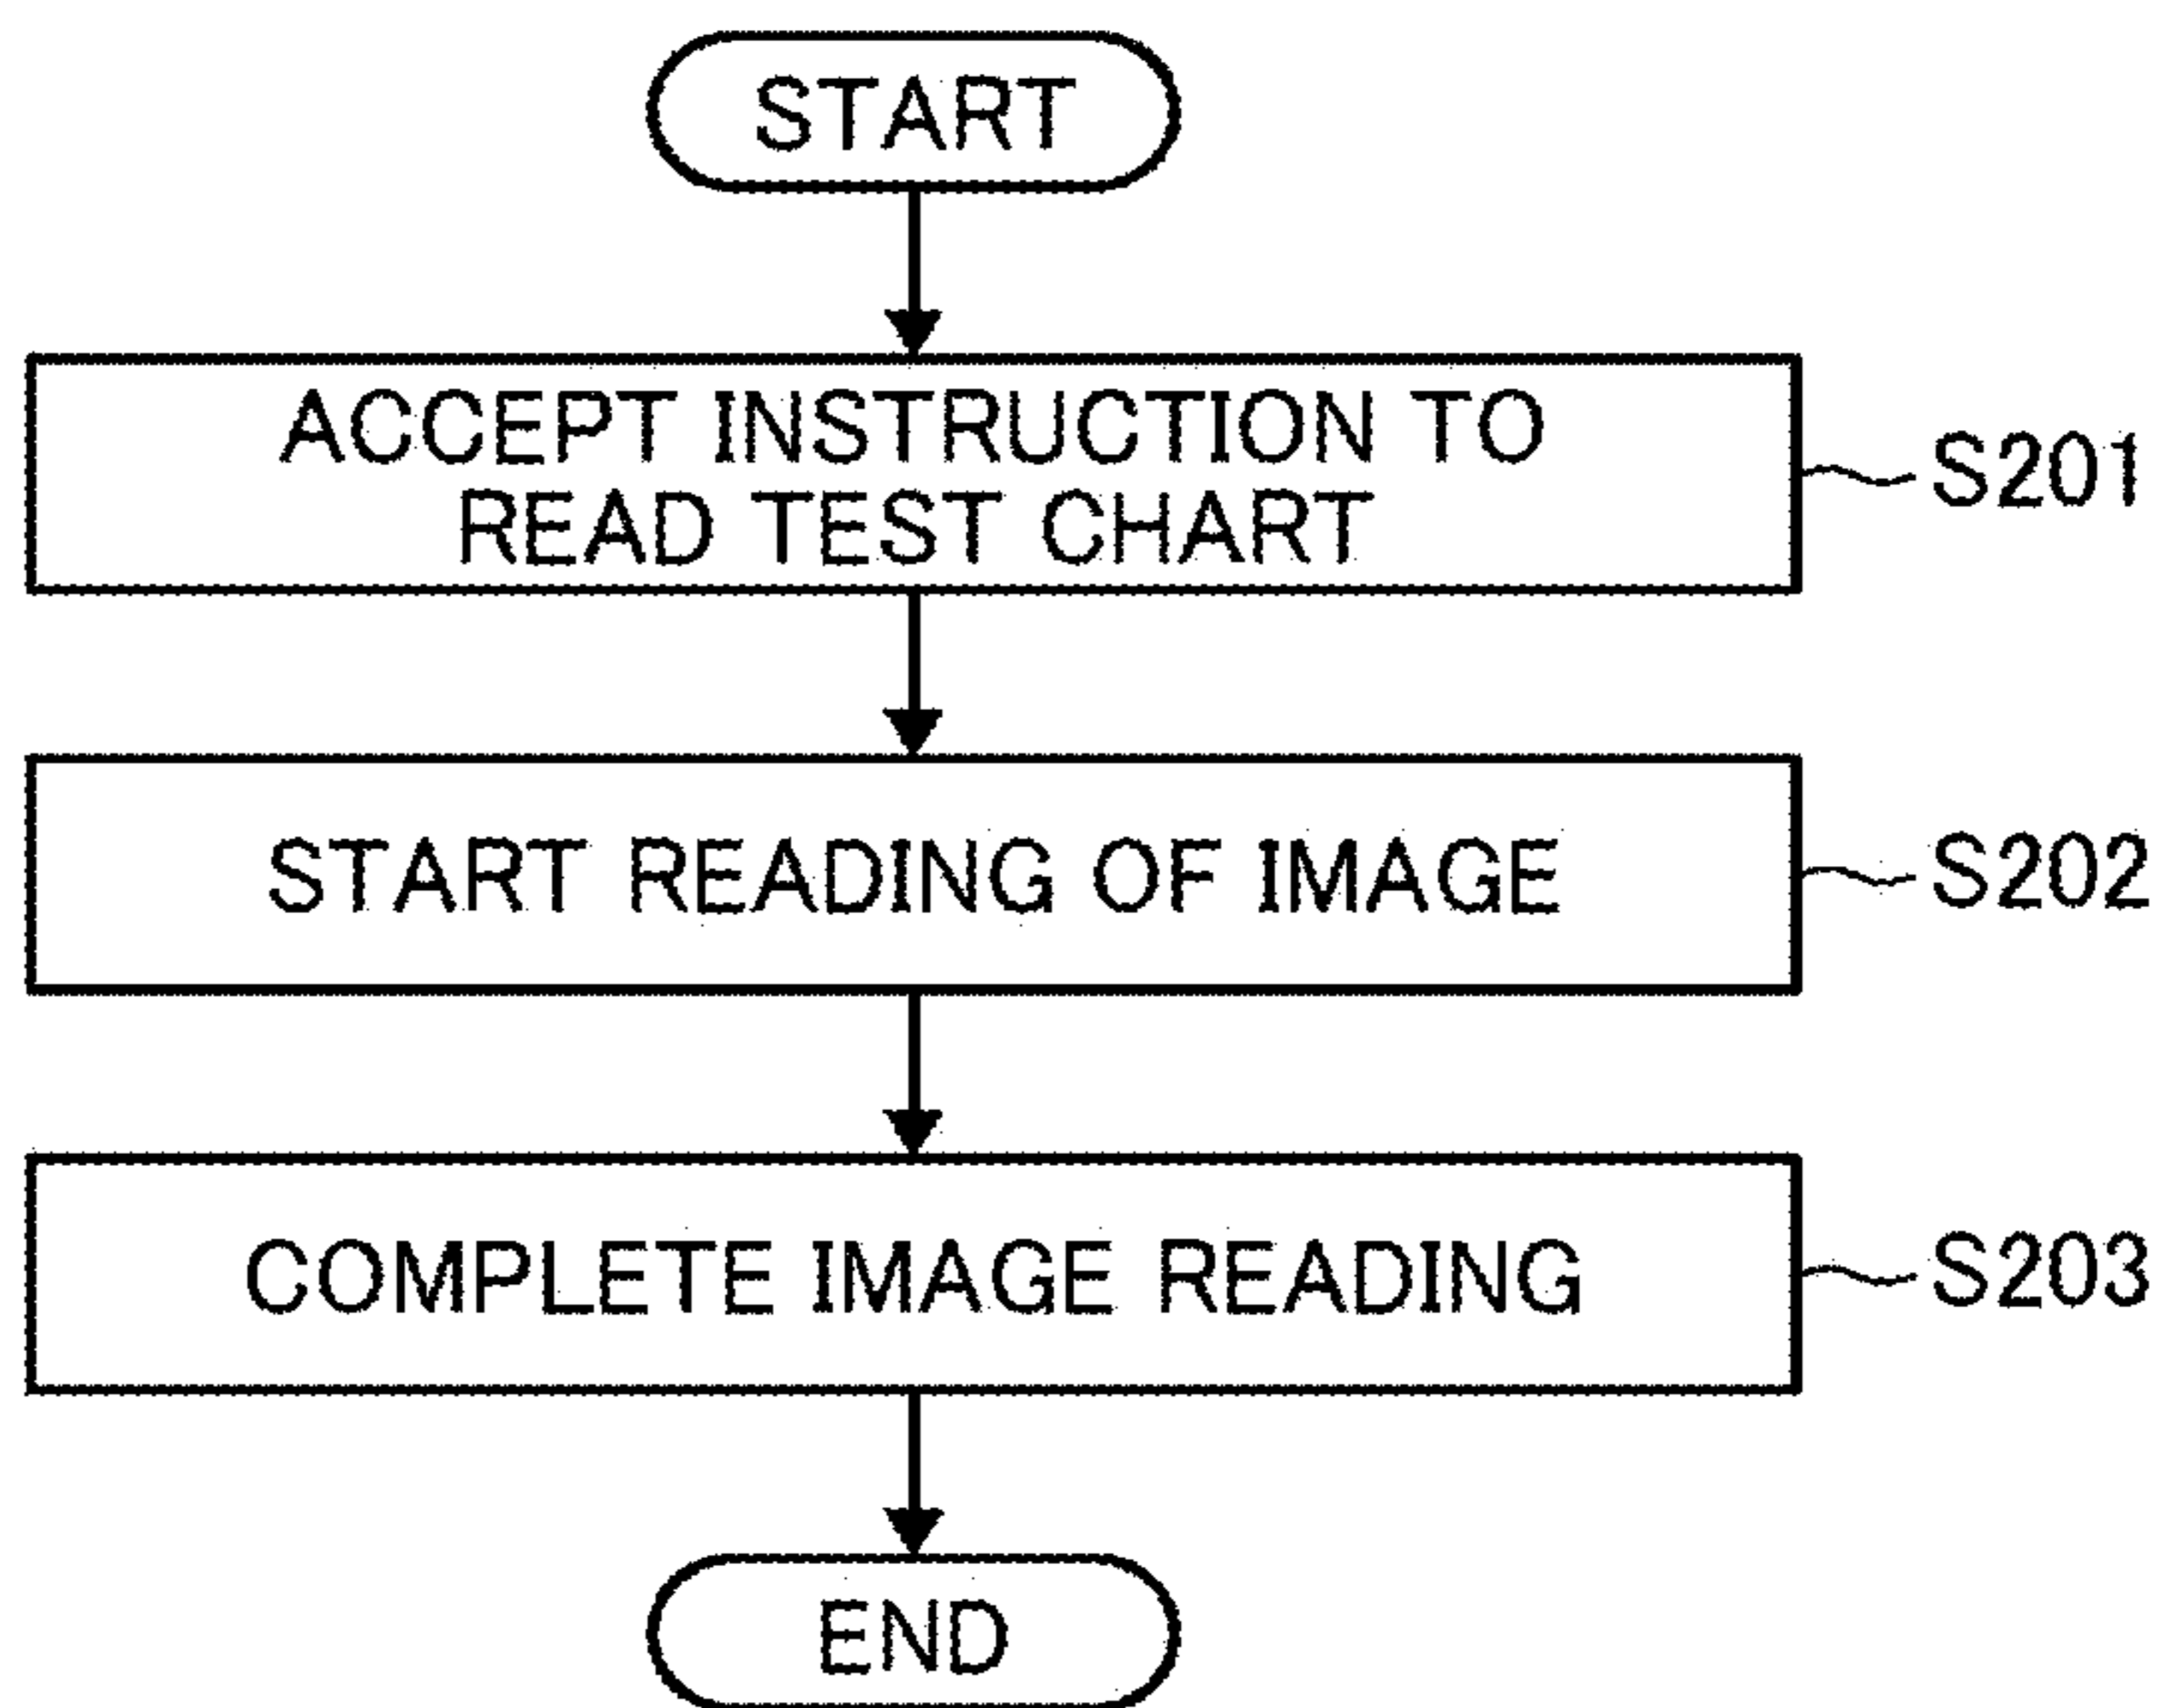 START
ACCEPT INSTRUCTION TO
READ TEST CHART
S201
START READING OF IMAGE
S202
COMPLETE IMAGE READING
S203
END